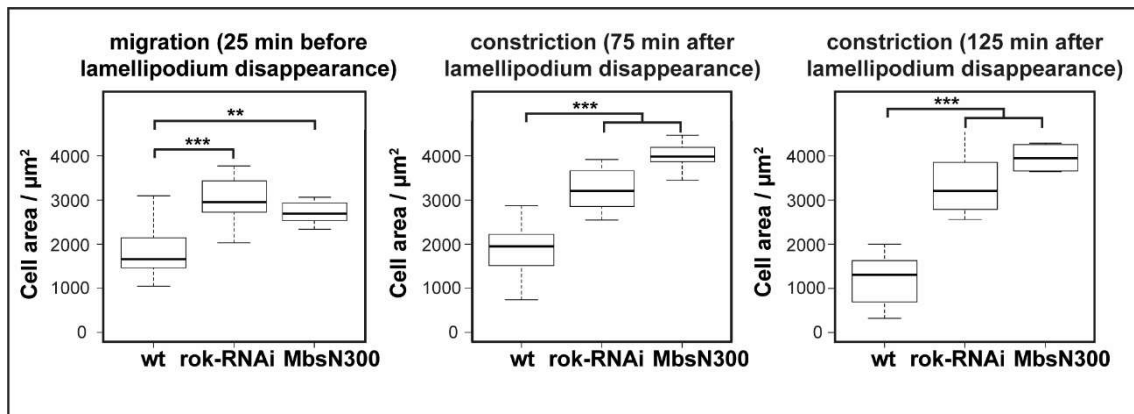 migration (25 min before
lamellipodium disappearance)
**
***
Cell area / µm²
4000
3000
2000
1000
0
wt rok-RNAi MbsN300
constriction (75 min after
lamellipodium disappearance)
***
Cell area / µm²
4000
3000
2000
1000
0
wt rok-RNAi MbsN300
constriction (125 min after
lamellipodium disappearance)
***
Cell area / µm²
4000
3000
2000
1000
0
wt rok-RNAi MbsN300